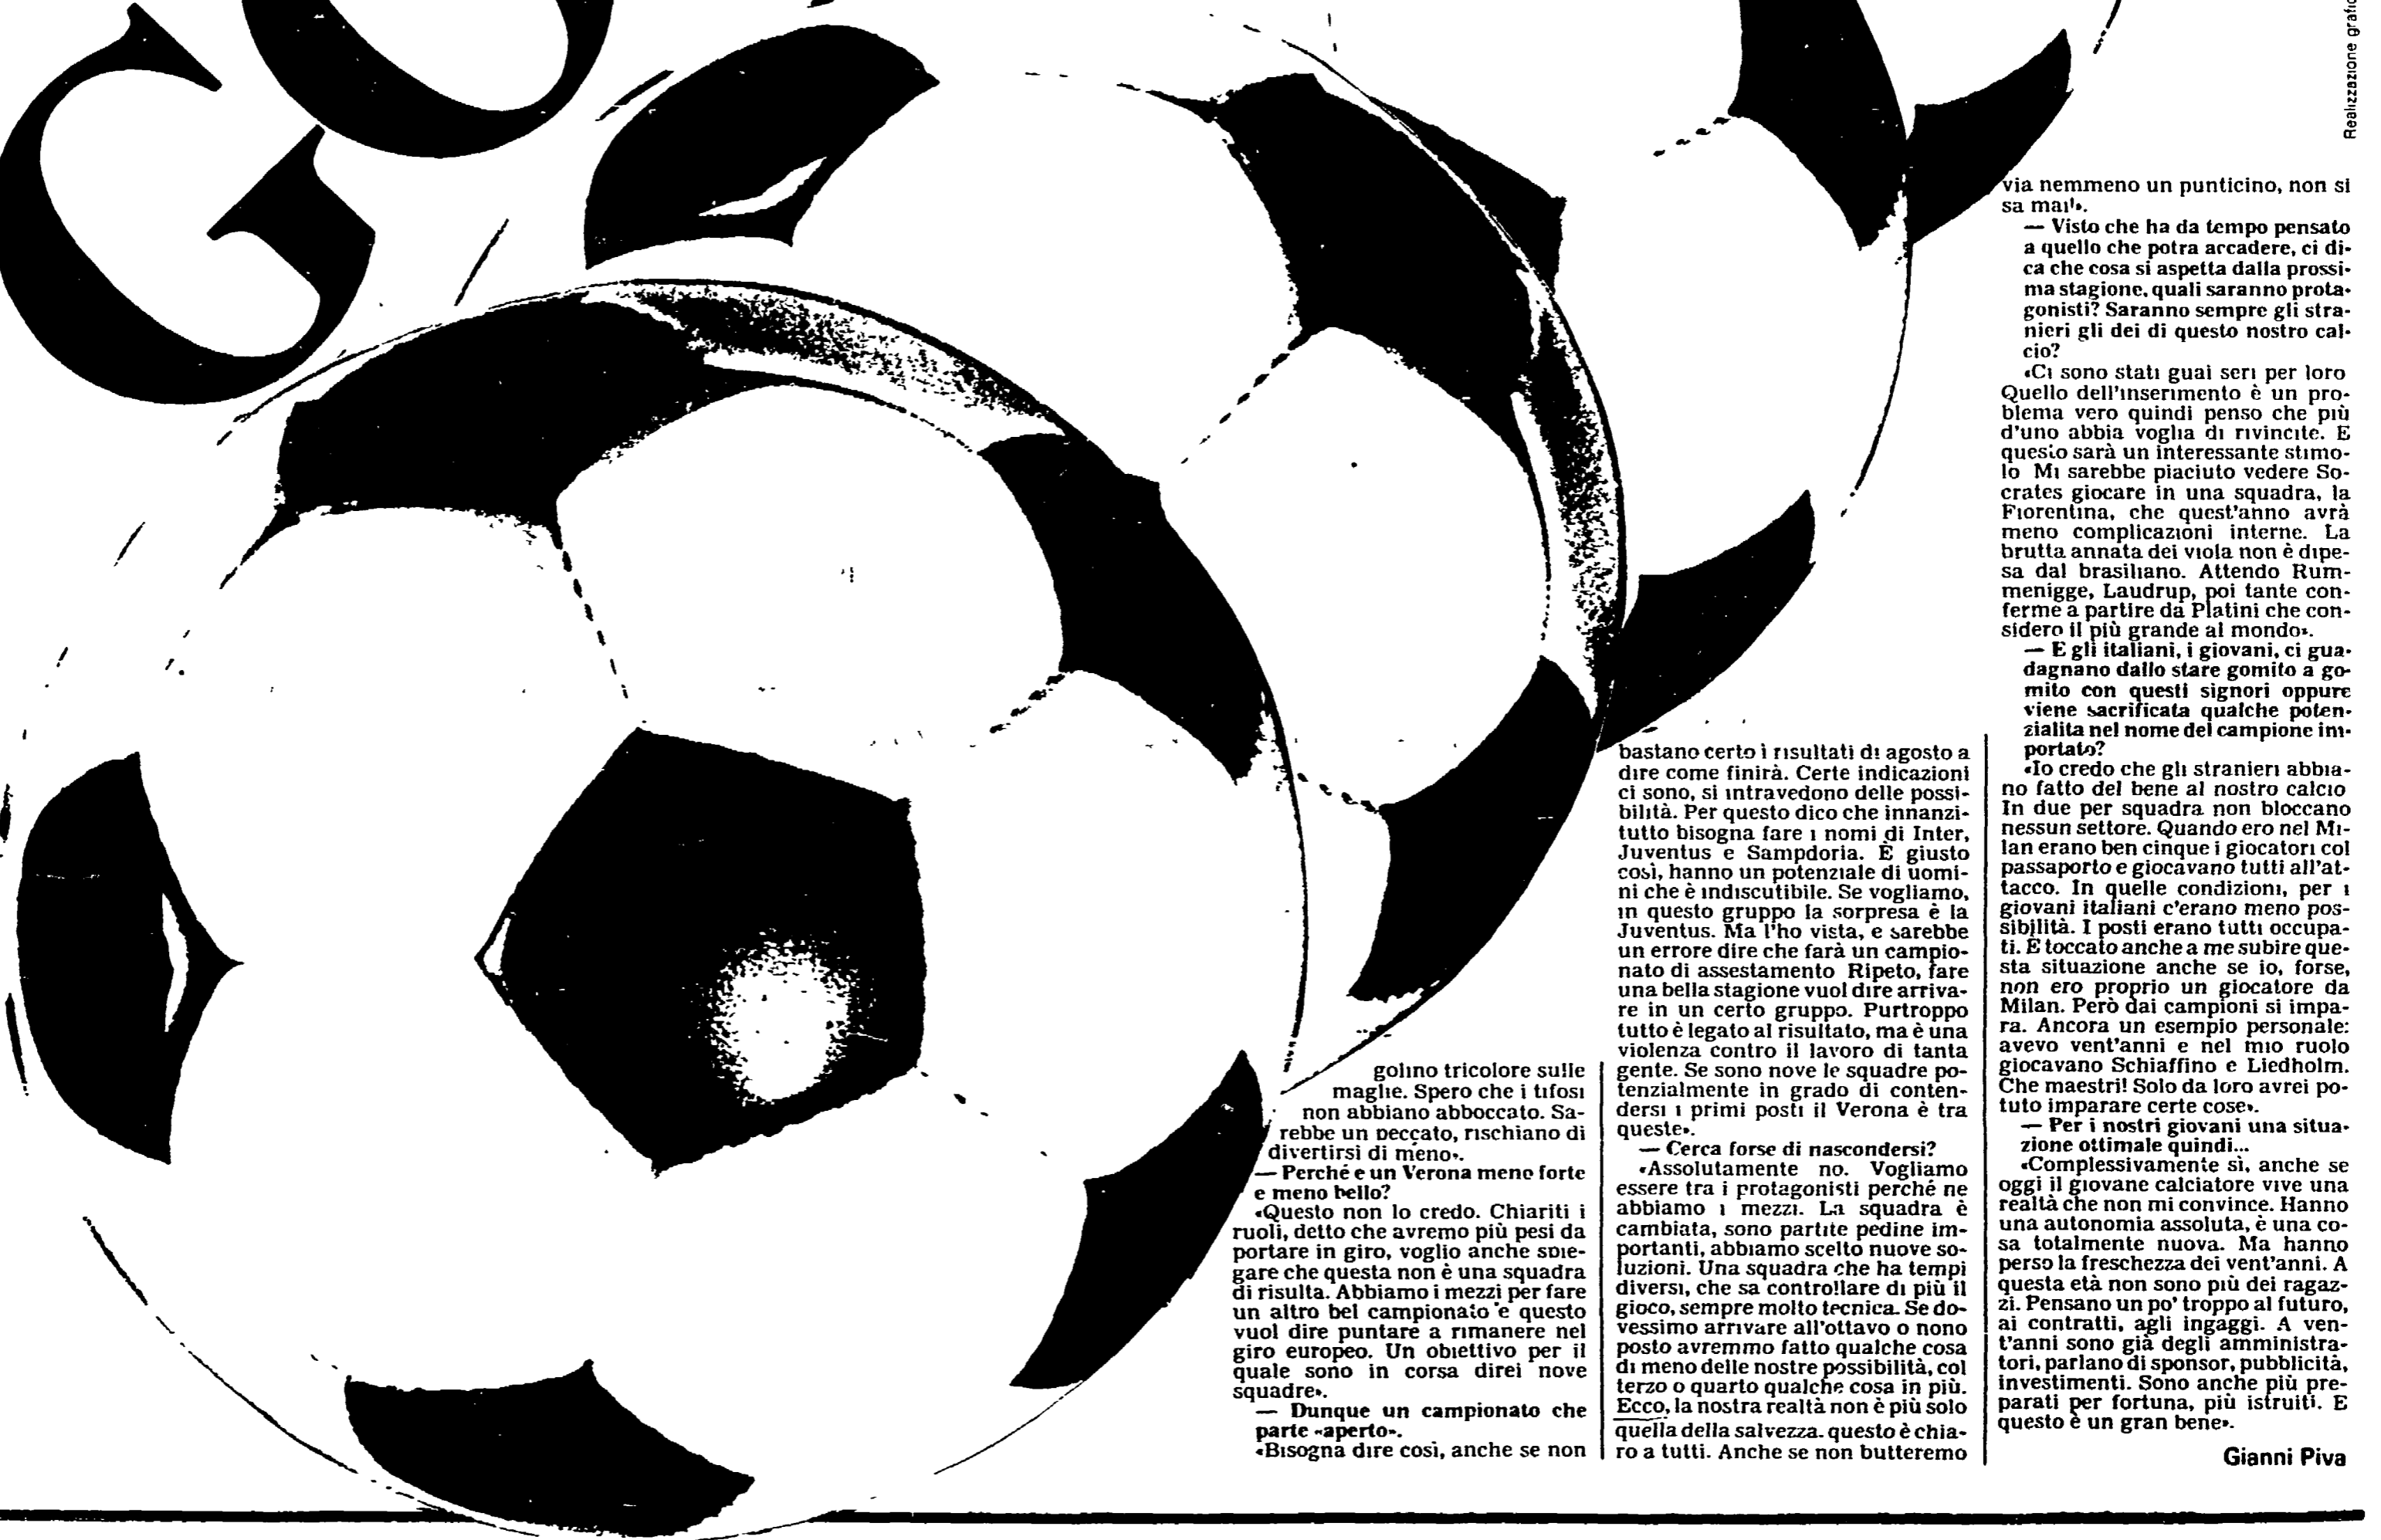 GO
Realizzazione grafic
golino tricolore sulle
maglie. Spero che i tifosi
non abbiano abboccato. Sa-
rebbe un peccato, rischiano di
divertirsi di meno».
— Perché e un Verona meno forte
e meno bello?
«Questo non lo credo. Chiariti i
ruoli, detto che avremo più pesi da
portare in giro, voglio anche spie-
gare che questa non è una squadra
di risulta. Abbiamo i mezzi per fare
un altro bel campionato e questo
vuol dire puntare a rimanere nel
giro europeo. Un obiettivo per il
quale sono in corsa direi nove
squadre».
— Dunque un campionato che
parte «aperto».
«Bisogna dire così, anche se non
bastano certo i risultati di agosto a
dire come finirà. Certe indicazioni
ci sono, si intravedono delle possi-
bilità. Per questo dico che innanzi-
tutto bisogna fare i nomi di Inter,
Juventus e Sampdoria. È giusto
così, hanno un potenziale di uomi-
ni che è indiscutibile. Se vogliamo,
in questo gruppo la sorpresa è la
Juventus. Ma l'ho vista, e sarebbe
un errore dire che farà un campio-
nato di assestamento Ripeto, fare
una bella stagione vuol dire arriva-
re in un certo gruppo. Purtroppo
tutto è legato al risultato, ma è una
violenza contro il lavoro di tanta
gente. Se sono nove le squadre po-
tenzialmente in grado di conten-
dersi i primi posti il Verona è tra
queste».
— Cerca forse di nascondersi?
«Assolutamente no. Vogliamo
essere tra i protagonisti perché ne
abbiamo i mezzi. La squadra è
cambiata, sono partite pedine im-
portanti, abbiamo scelto nuove so-
luzioni. Una squadra che ha tempi
diversi, che sa controllare di più il
gioco, sempre molto tecnica. Se do-
vessimo arrivare all'ottavo o nono
posto avremmo fatto qualche cosa
di meno delle nostre possibilità, col
terzo o quarto qualche cosa in più.
Ecco, la nostra realtà non è più solo
quella della salvezza. questo è chia-
ro a tutti. Anche se non butteremo
via nemmeno un punticino, non si
sa mai!».
— Visto che ha da tempo pensato
a quello che potra accadere, ci di-
ca che cosa si aspetta dalla prossi-
ma stagione, quali saranno prota-
gonisti? Saranno sempre gli stra-
nieri gli dei di questo nostro cal-
cio?
«Ci sono stati guai seri per loro
Quello dell'inserimento è un pro-
blema vero quindi penso che più
d'uno abbia voglia di rivincite. E
questo sarà un interessante stimo-
lo Mi sarebbe piaciuto vedere So-
crates giocare in una squadra, la
Fiorentina, che quest'anno avrà
meno complicazioni interne. La
brutta annata dei viola non è dipe-
sa dal brasiliano. Attendo Rum-
menigge, Laudrup, poi tante con-
ferme a partire da Platini che con-
sidero il più grande al mondo».
— E gli italiani, i giovani, ci gua-
dagnano dallo stare gomito a go-
mito con questi signori oppure
viene sacrificata qualche poten-
zialita nel nome del campione im-
portato?
«Io credo che gli stranieri abbia-
no fatto del bene al nostro calcio
In due per squadra non bloccano
nessun settore. Quando ero nel Mi-
lan erano ben cinque i giocatori col
passaporto e giocavano tutti all'at-
tacco. In quelle condizioni, per i
giovani italiani c'erano meno pos-
sibilità. I posti erano tutti occupa-
ti. E toccato anche a me subire que-
sta situazione anche se io, forse,
non ero proprio un giocatore da
Milan. Però dai campioni si impa-
ra. Ancora un esempio personale:
avevo vent'anni e nel mio ruolo
giocavano Schiaffino e Liedholm.
Che maestri! Solo da loro avrei po-
tuto imparare certe cose».
— Per i nostri giovani una situa-
zione ottimale quindi...
«Complessivamente sì, anche se
oggi il giovane calciatore vive una
realtà che non mi convince. Hanno
una autonomia assoluta, è una co-
sa totalmente nuova. Ma hanno
perso la freschezza dei vent'anni. A
questa età non sono più dei ragaz-
zi. Pensano un po' troppo al futuro,
ai contratti, agli ingaggi. A ven-
t'anni sono già degli amministra-
tori, parlano di sponsor, pubblicità,
investimenti. Sono anche più pre-
parati per fortuna, più istruiti. E
questo è un gran bene».
Gianni Piva